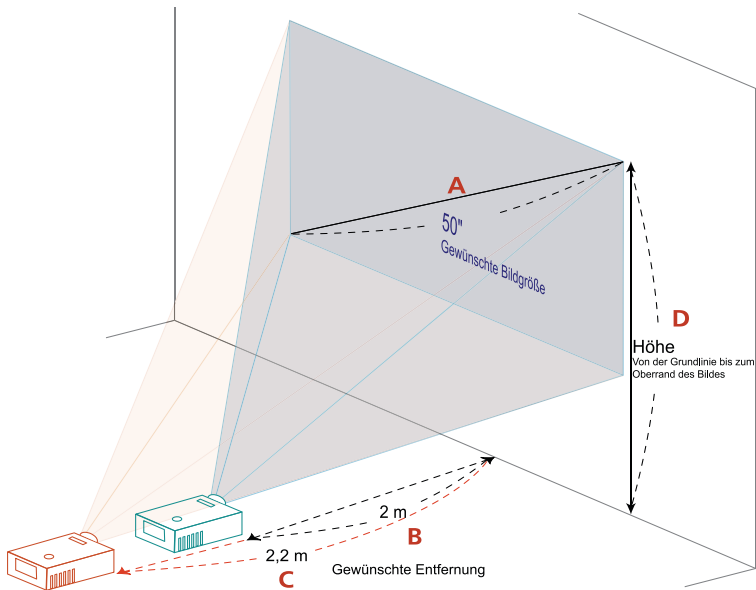 A
50"
Gewünschte Bildgröße
D
Höhe
Von der Grundlinie bis zum
Oberrand des Bildes
2 m
B
2,2 m
C
Gewünschte Entfernung